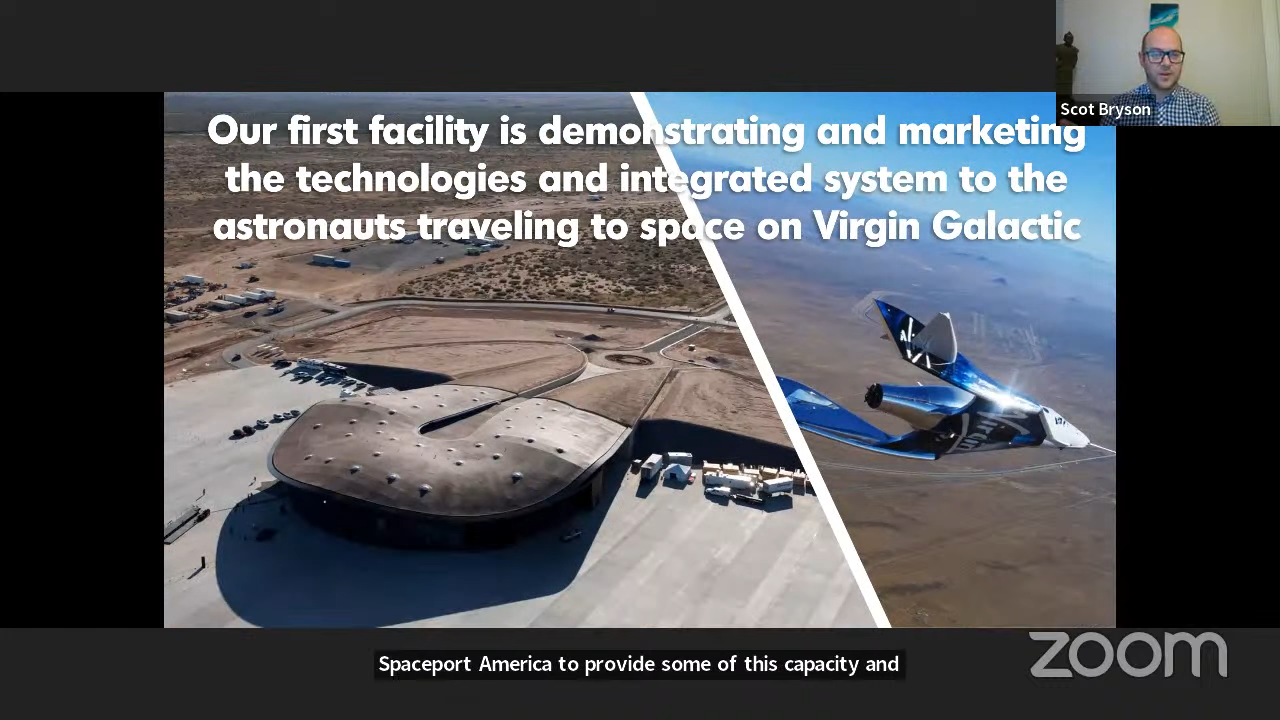 Our first facility is demonstrating and marketing
the technologies and integrated system to the
astronauts traveling to space on Virgin Galactic
Scot Bryson
Spaceport America to provide some of this capacity and
zoom